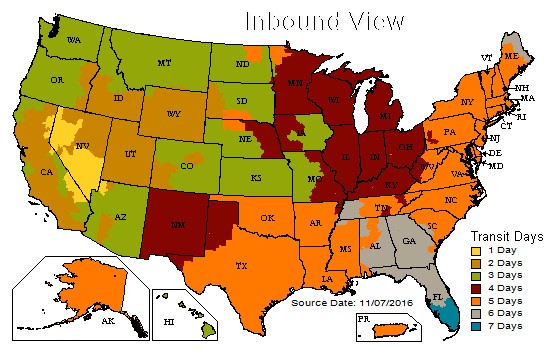 Inbound View
WA
MT
ND
MN
ME
VT
OR
ID
WY
SD
WI
MI
NY
NH
MA
RI
CT
NV
UT
CO
NE
IA
IL
IN
OH
PA
NJ
DE
MD
CA
KS
MO
KY
WV
VA
AZ
NM
OK
AR
TN
NC
SC
TX
LA
MS
AL
GA
FL
AK
HI
PR
Source Date: 11/07/2016
Transit Days
1 Day
2 Days
3 Days
4 Days
5 Days
6 Days
7 Days